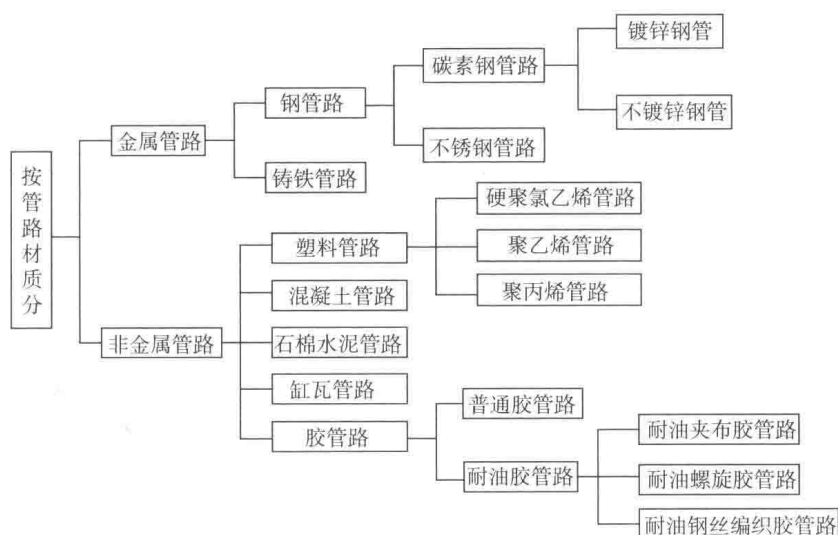 按管路材质分
金属管路
钢管路
碳素钢管路
镀锌钢管
不镀锌钢管
不锈钢管路
铸铁管路
非金属管路
塑料管路
硬聚氯乙烯管路
聚乙烯管路
聚丙烯管路
混凝土管路
石棉水泥管路
缸瓦管路
胶管路
普通胶管路
耐油胶管路
耐油夹布胶管路
耐油螺旋胶管路
耐油钢丝编织胶管路